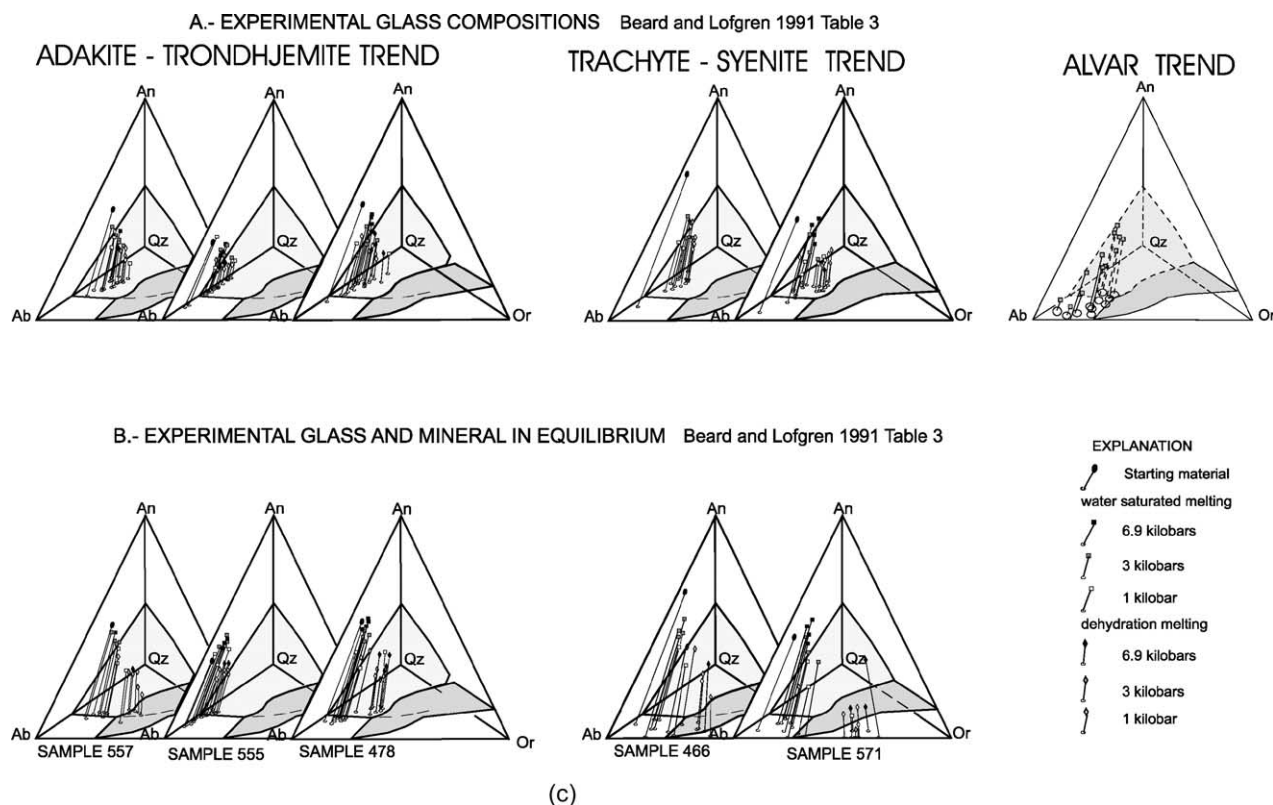 A.- EXPERIMENTAL GLASS COMPOSITIONS Beard and Lofgren 1991 Table 3
ADAKITE - TRONDHJEMITE TREND
TRACHYTE - SYENITE TREND
ALVAR TREND
An An An An An An
Qz Qz Qz Qz Qz Qz
Ab Ab Ab Or Ab Ab Or Ab Or
B.- EXPERIMENTAL GLASS AND MINERAL IN EQUILIBRIUM Beard and Lofgren 1991 Table 3
An An An An An
Qz Qz Qz Qz Qz
Ab Ab Ab Or Ab Ab Or
SAMPLE 557 SAMPLE 555 SAMPLE 478 SAMPLE 466 SAMPLE 571
EXPLANATION
Starting material
water saturated melting
6.9 kilobars
3 kilobars
1 kilobar
dehydration melting
6.9 kilobars
3 kilobars
1 kilobar
(c)